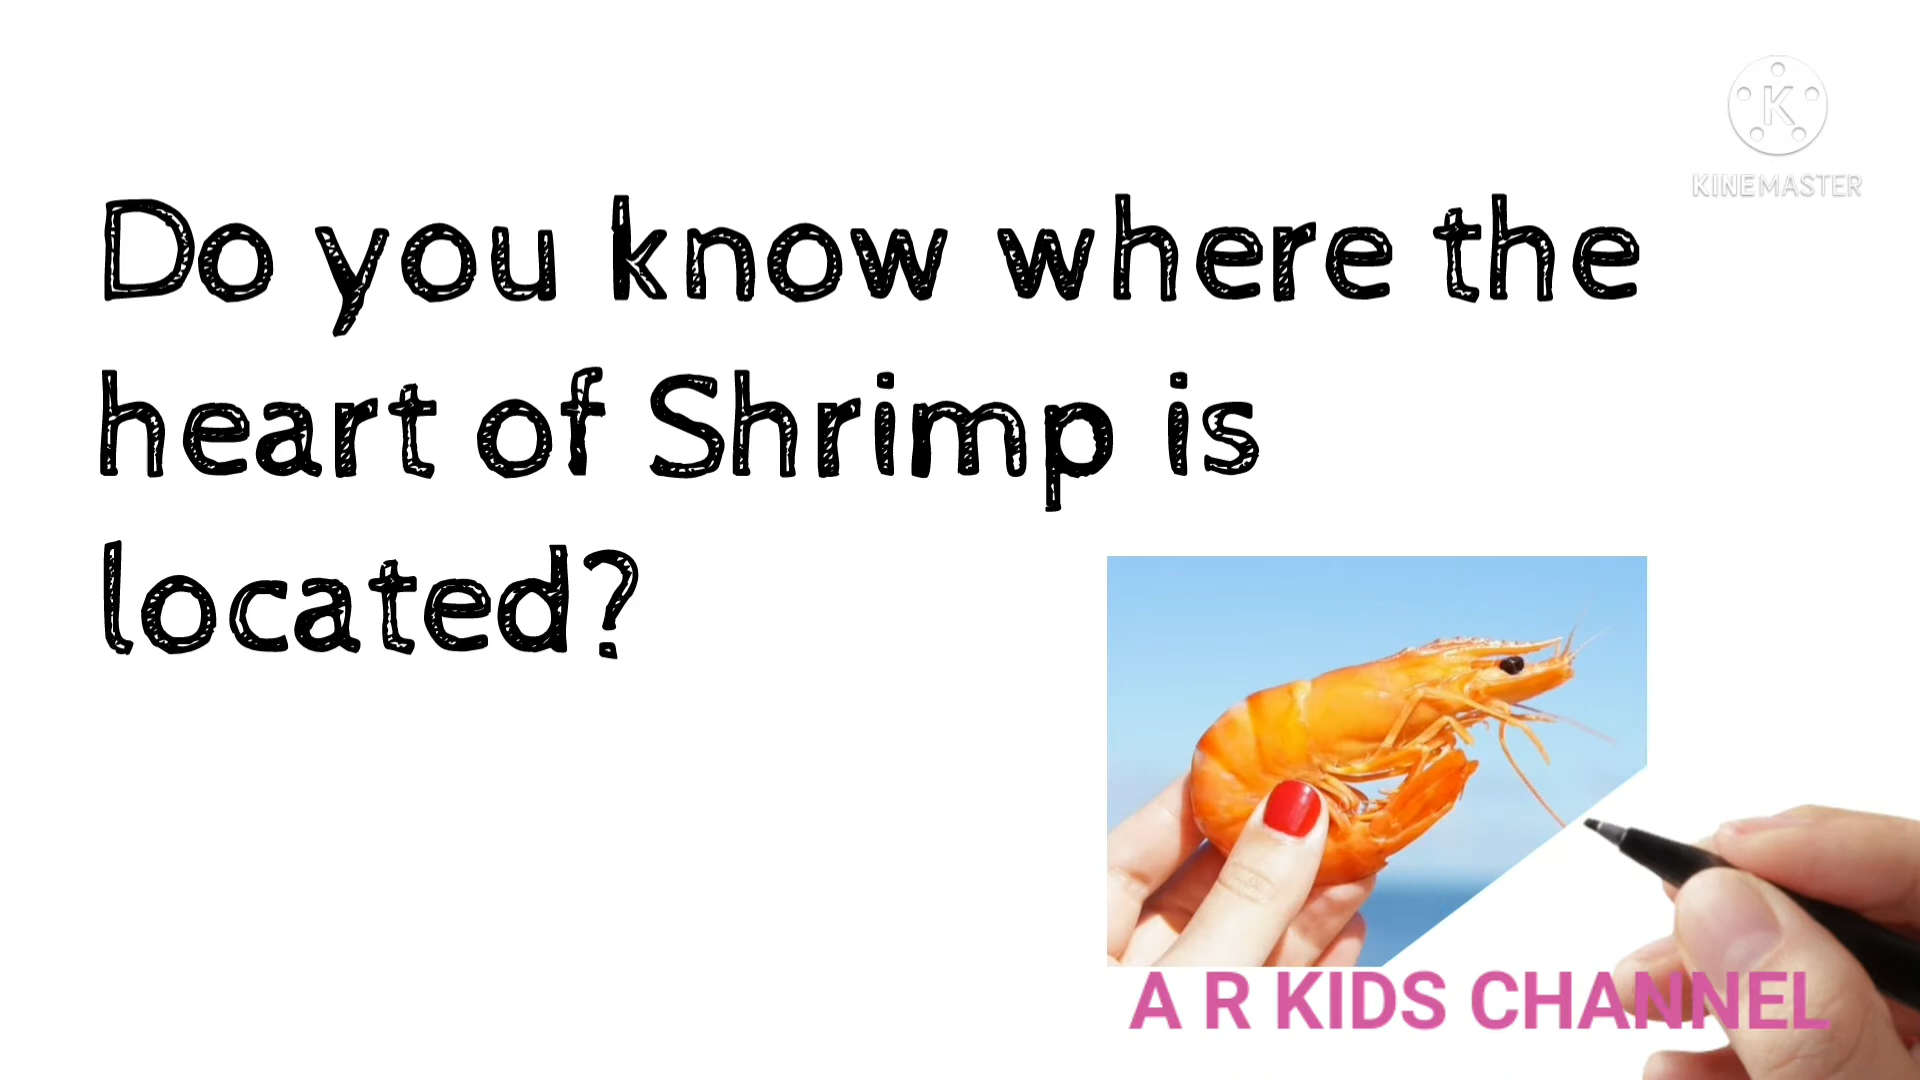 K
KINEMASTER
Do you know where the
heart of Shrimp is
located?
A R KIDS CHANNEL